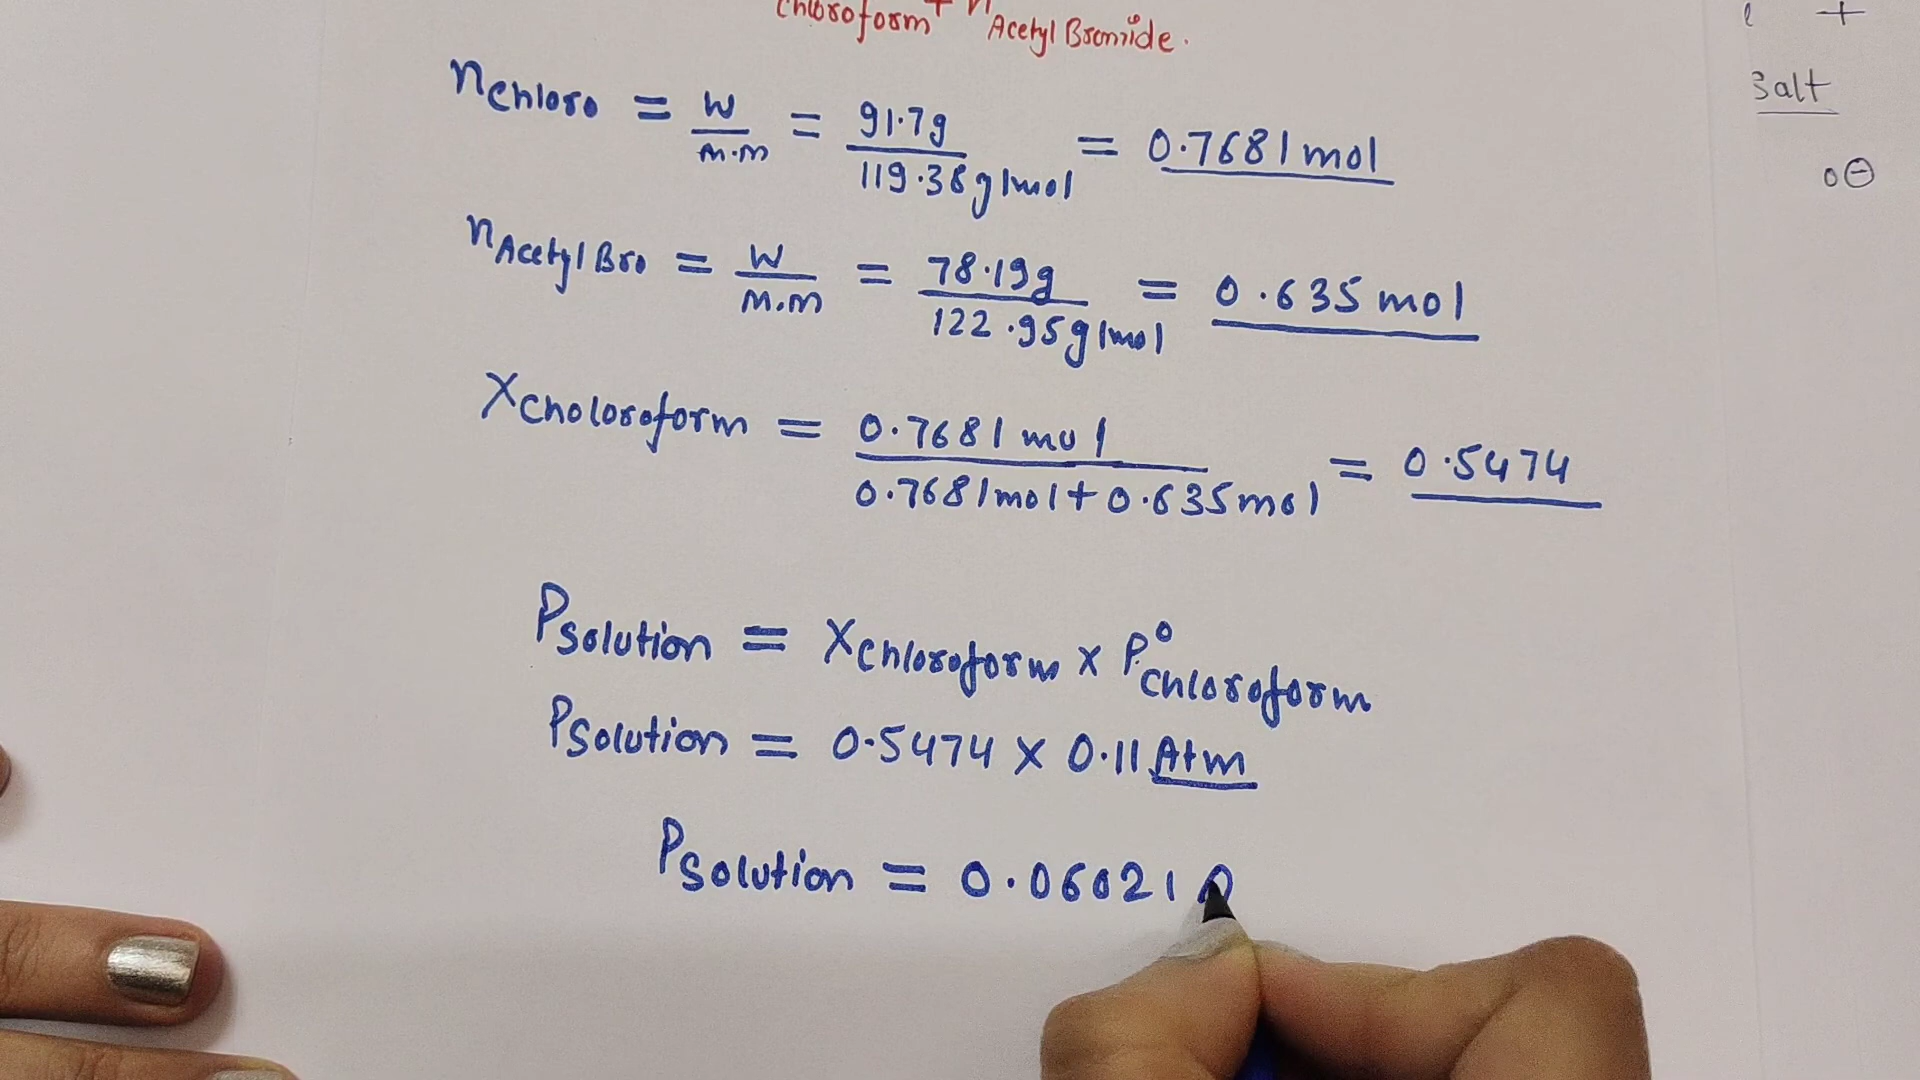 Chloroform + n Acetyl Bromide.
n Chloro = W / M.M = 91.7g / 119.38g/mol = 0.7681 mol
n Acetyl Bro = W / M.M = 78.19g / 122.95g/mol = 0.635 mol
X Choloroform = 0.7681 mol / 0.7681 mol + 0.635 mol = 0.5474
P solution = X Chloroform x P° Chloroform
P Solution = 0.5474 x 0.11 Atm
P Solution = 0.06021 A
+
Salt
0⊖